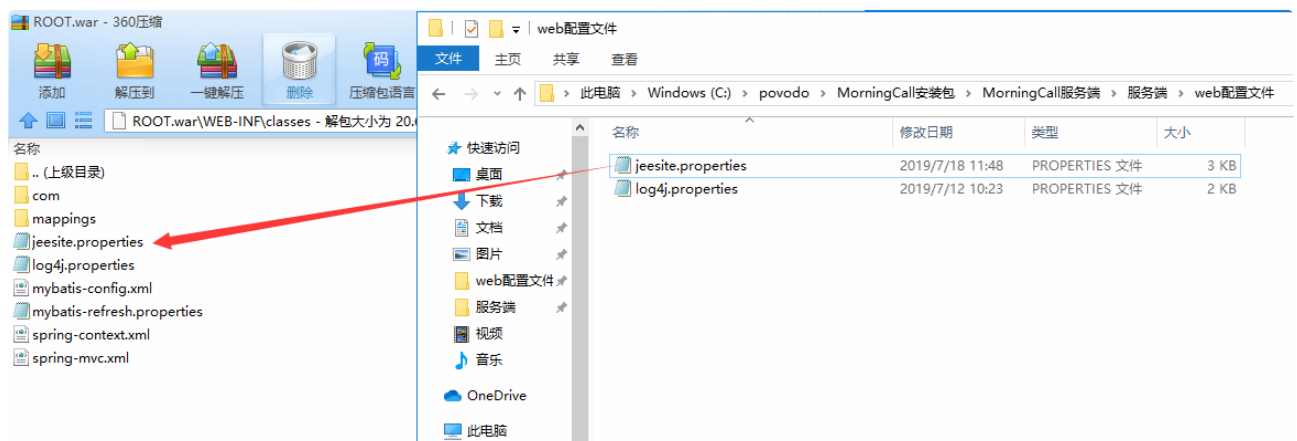 ROOT.war - 360压缩
添加
解压到
一键解压
删除
码
压缩包语言
ROOT.war\WEB-INF\classes - 解包大小为 20.
名称
.. (上级目录)
com
mappings
jeesite.properties
log4j.properties
mybatis-config.xml
mybatis-refresh.properties
spring-context.xml
spring-mvc.xml
web配置文件
文件 主页 共享 查看
此电脑 > Windows (C:) > povodo > MorningCall安装包 > MorningCall服务端 > 服务端 > web配置文件
名称 修改日期 类型 大小
jeesite.properties 2019/7/18 11:48 PROPERTIES 文件 3 KB
log4j.properties 2019/7/12 10:23 PROPERTIES 文件 2 KB
快速访问
桌面
下载
文档
图片
web配置文件
服务端
视频
音乐
OneDrive
此电脑